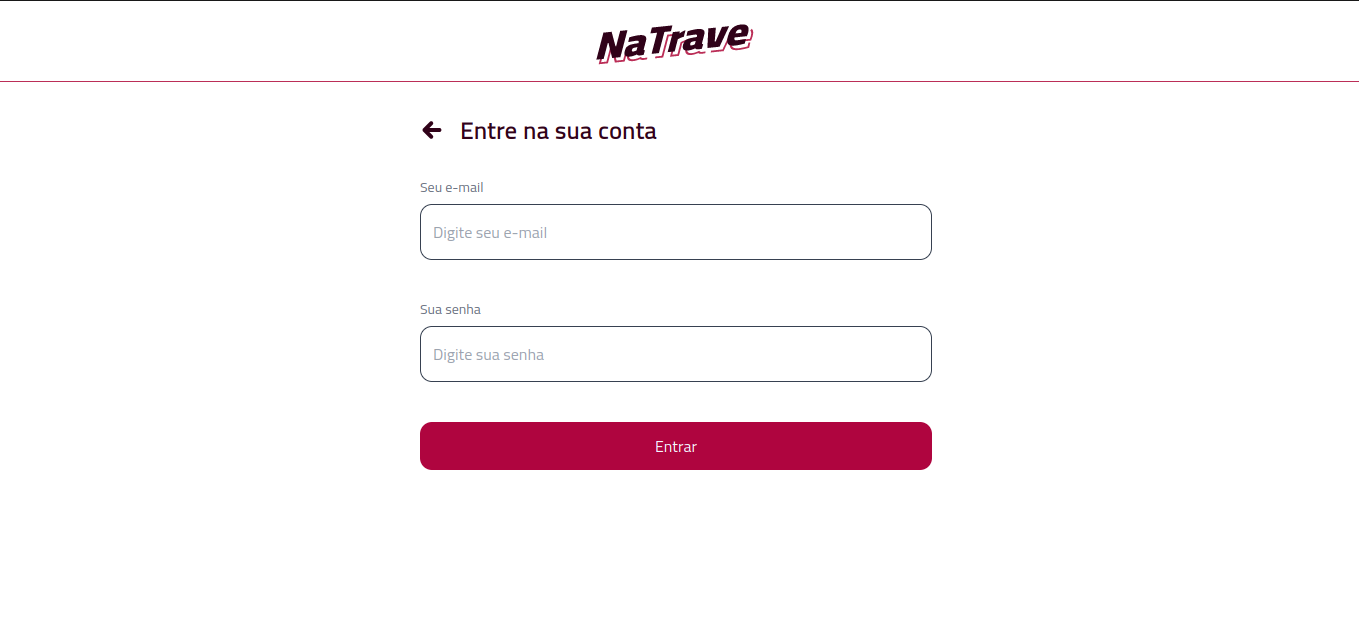 NaTrave
Entre na sua conta
Seu e-mail
Digite seu e-mail
Sua senha
Digite sua senha
Entrar